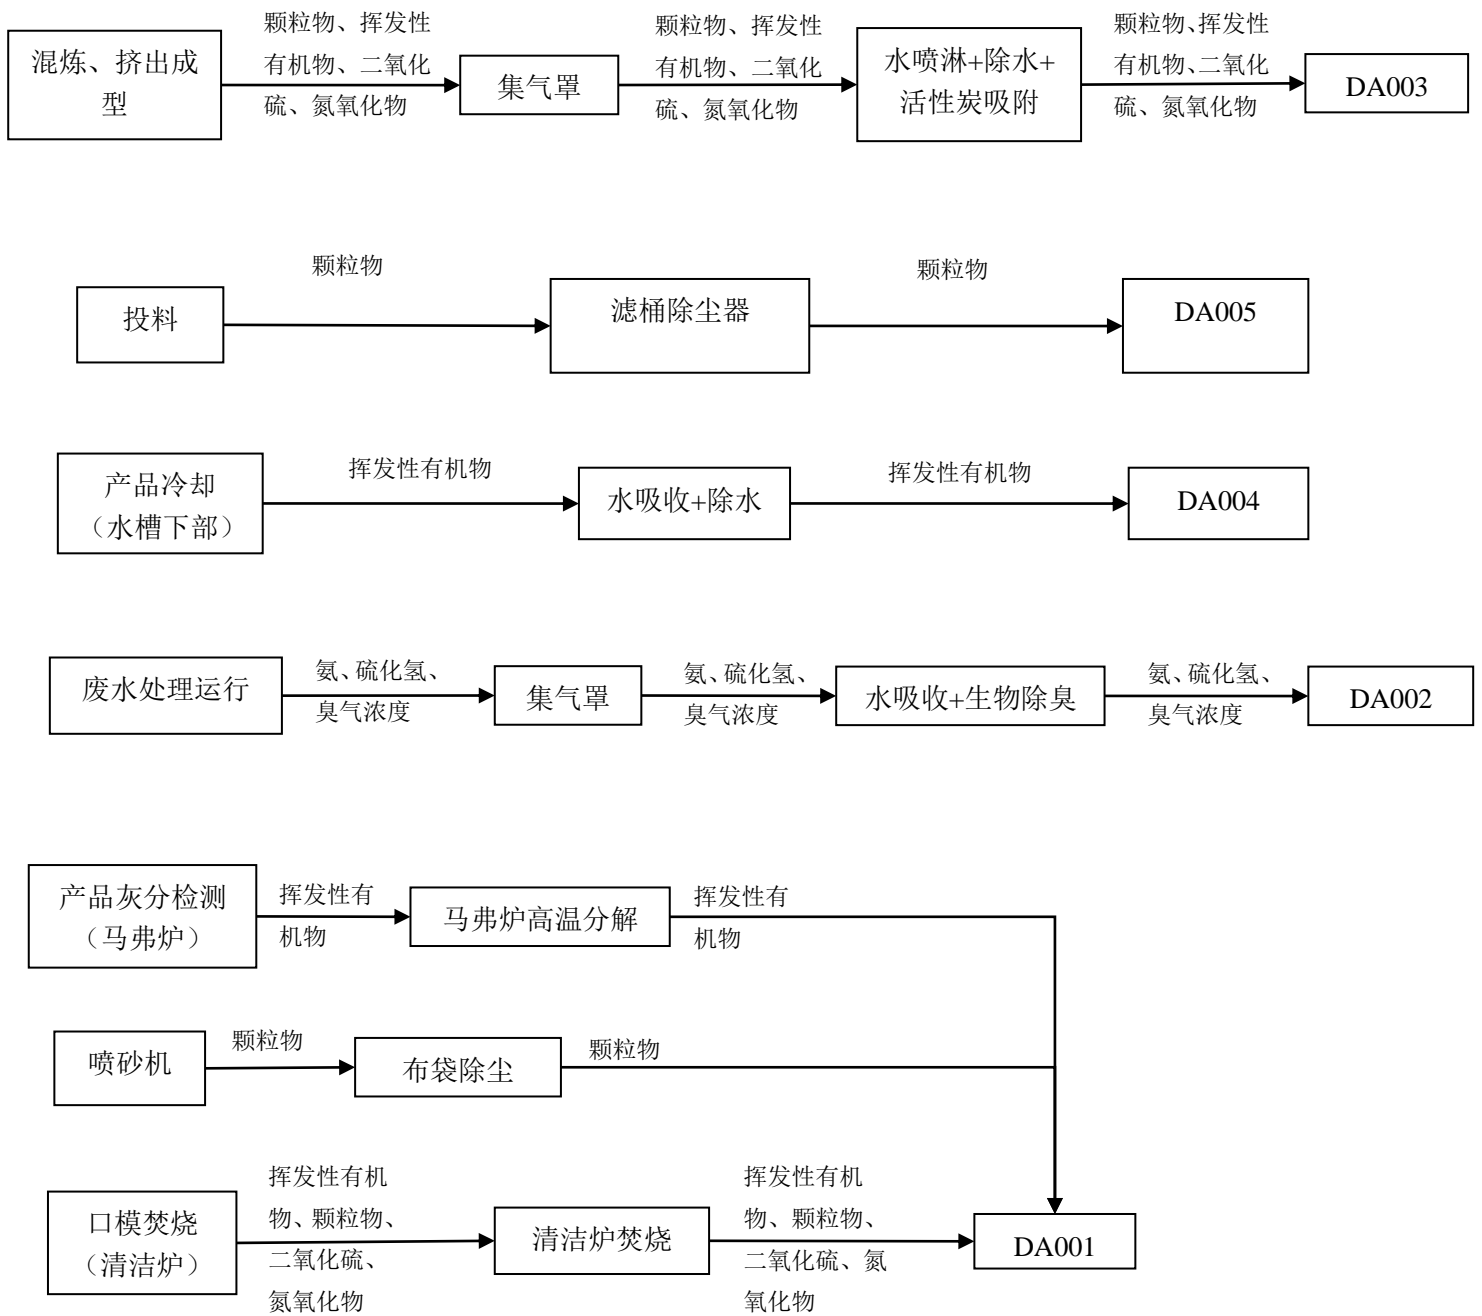 混炼、挤出成
型
颗粒物、挥发性
有机物、二氧化
硫、氮氧化物
集气罩
颗粒物、挥发性
有机物、二氧化
硫、氮氧化物
水喷淋+除水+
活性炭吸附
颗粒物、挥发性
有机物、二氧化
硫、氮氧化物
DA003
投料
颗粒物
滤桶除尘器
颗粒物
DA005
产品冷却
（水槽下部）
挥发性有机物
水吸收+除水
挥发性有机物
DA004
废水处理运行
氨、硫化氢、
臭气浓度
集气罩
氨、硫化氢、
臭气浓度
水吸收+生物除臭
氨、硫化氢、
臭气浓度
DA002
产品灰分检测
（马弗炉）
挥发性有
机物
马弗炉高温分解
挥发性有
机物
喷砂机
颗粒物
布袋除尘
颗粒物
口模焚烧
（清洁炉）
挥发性有机
物、颗粒物、
二氧化硫、
氮氧化物
清洁炉焚烧
挥发性有机
物、颗粒物、
二氧化硫、氮
氧化物
DA001